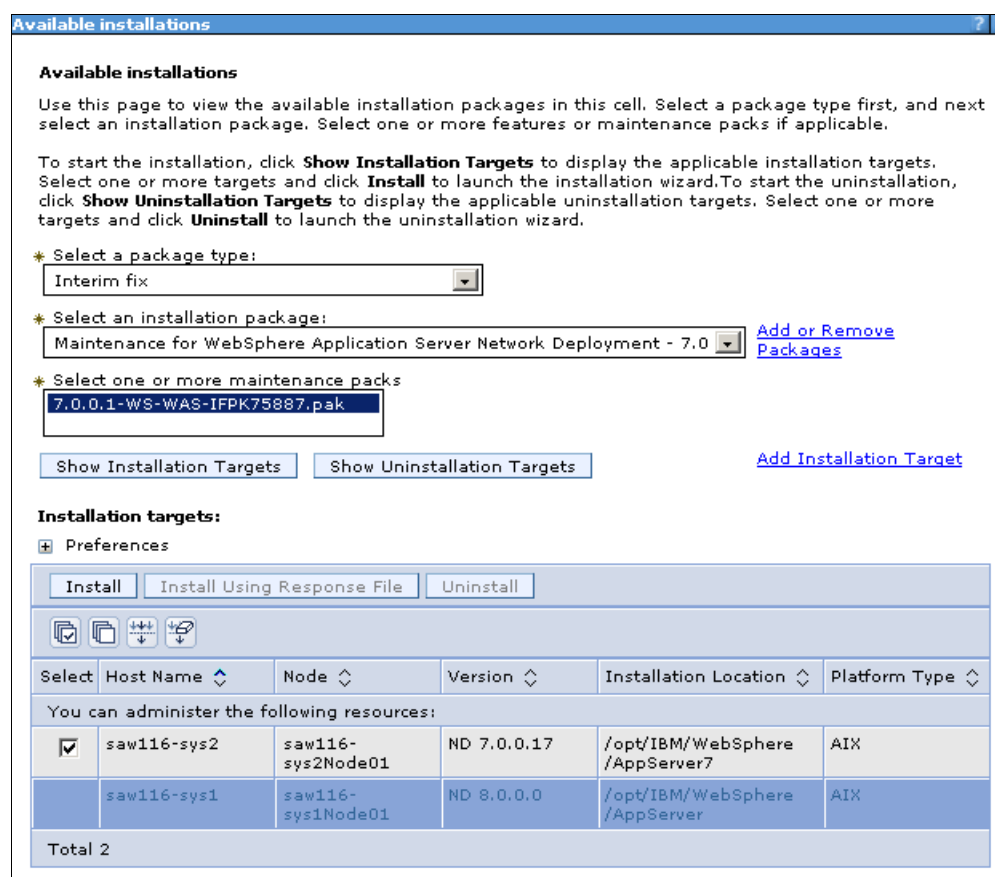 Available installations ?
Available installations
Use this page to view the available installation packages in this cell. Select a package type first, and next
select an installation package. Select one or more features or maintenance packs if applicable.
To start the installation, click Show Installation Targets to display the applicable installation targets.
Select one or more targets and click Install to launch the installation wizard.To start the uninstallation,
click Show Uninstallation Targets to display the applicable uninstallation targets. Select one or more
targets and click Uninstall to launch the uninstallation wizard.
* Select a package type:
Interim fix
* Select an installation package:
Maintenance for WebSphere Application Server Network Deployment - 7.0
Add or Remove
Packages
* Select one or more maintenance packs
7.0.0.1-WS-WAS-IFPK75887.pak
Show Installation Targets Show Uninstallation Targets Add Installation Target
Installation targets:
+ Preferences
Install Install Using Response File Uninstall
Select Host Name Node Version Installation Location Platform Type
You can administer the following resources:
saw116-sys2 saw116- ND 7.0.0.17 /opt/IBM/WebSphere AIX
sys2Node01 /AppServer7
saw116-sys1 saw116- ND 8.0.0.0 /opt/IBM/WebSphere AIX
sys1Node01 /AppServer
Total 2